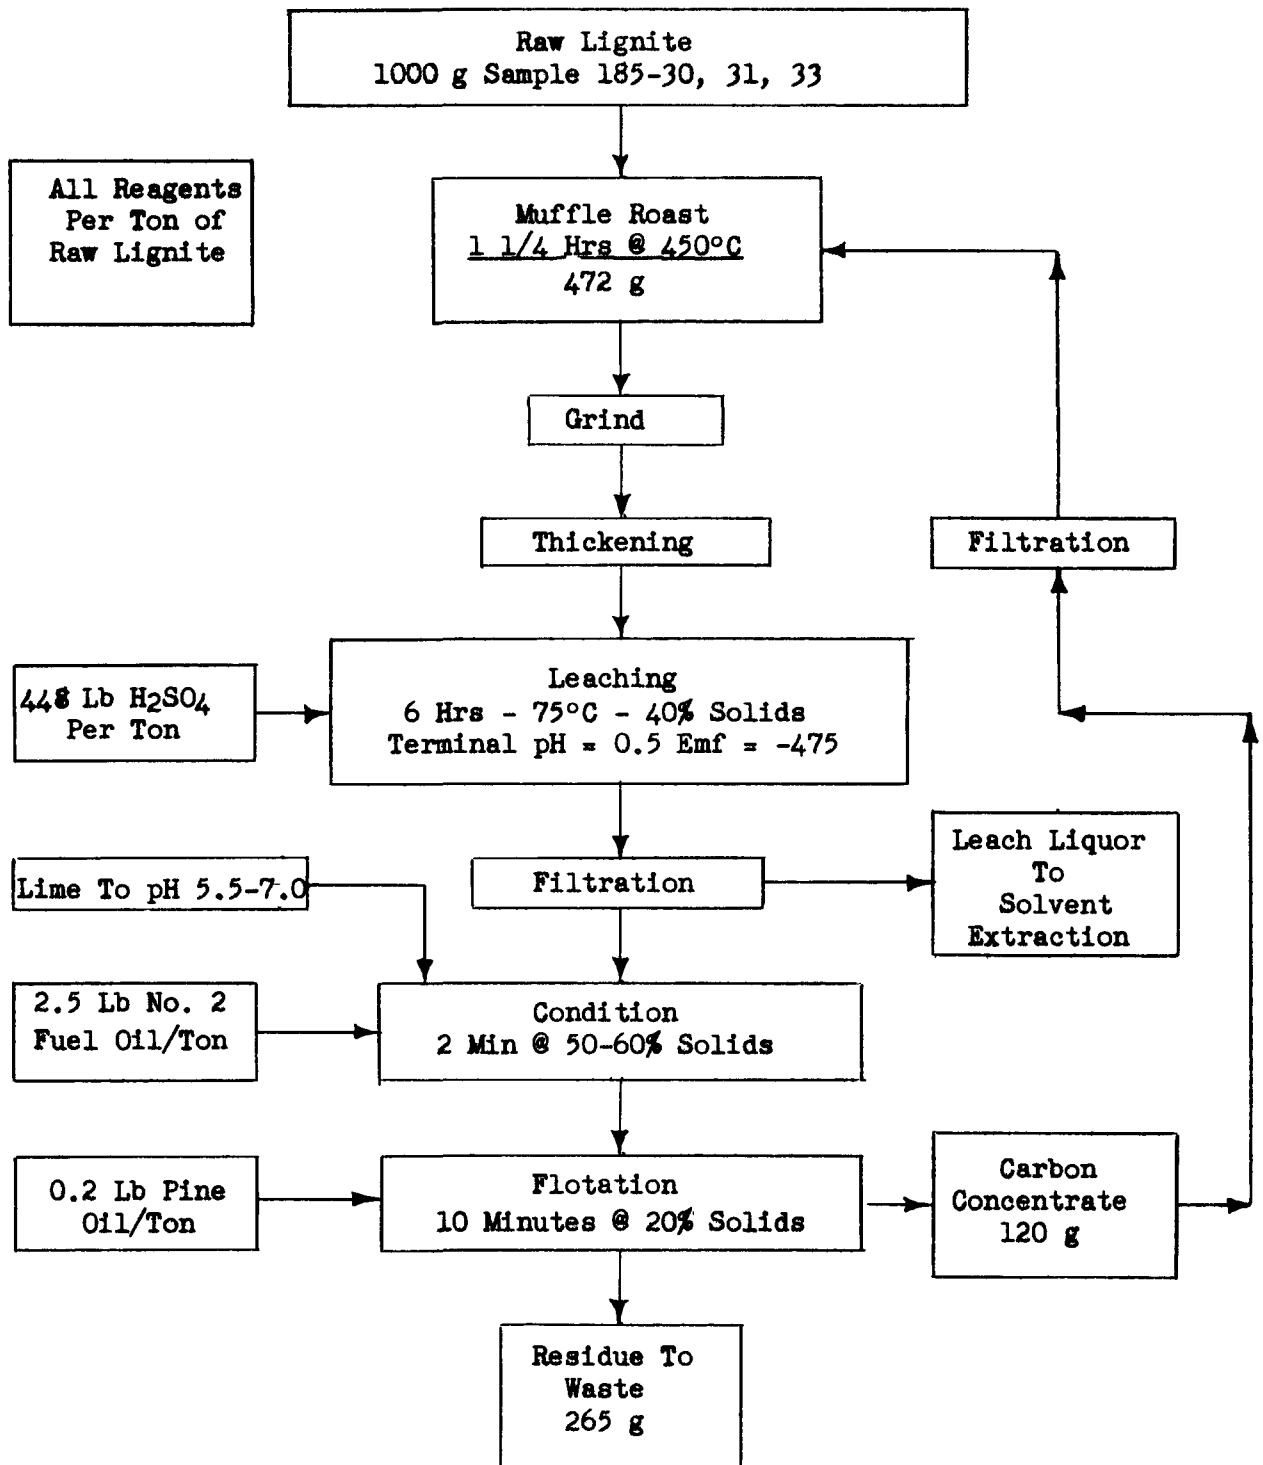 Raw Lignite
1000 g Sample 185-30, 31, 33
All Reagents
Per Ton of
Raw Lignite
Muffle Roast
1 1/4 Hrs @ 450°C
472 g
Grind
Thickening
Filtration
448 Lb H2SO4
Per Ton
Leaching
6 Hrs - 75°C - 40% Solids
Terminal pH = 0.5 Emf = -475
Lime To pH 5.5-7.0
Filtration
Leach Liquor
To
Solvent
Extraction
2.5 Lb No. 2
Fuel Oil/Ton
Condition
2 Min @ 50-60% Solids
0.2 Lb Pine
Oil/Ton
Flotation
10 Minutes @ 20% Solids
Carbon
Concentrate
120 g
Residue To
Waste
265 g